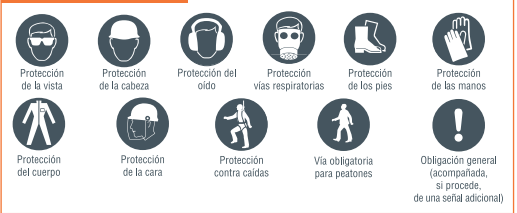 Protección
de la vista
Protección
de la cabeza
Protección del
oído
Protección
vías respiratorias
Protección
de los pies
Protección
de las manos
Protección
del cuerpo
Protección
de la cara
Protección
contra caídas
Vía obligatoria
para peatones
Obligación general
(acompañada,
si procede,
de una señal adicional)